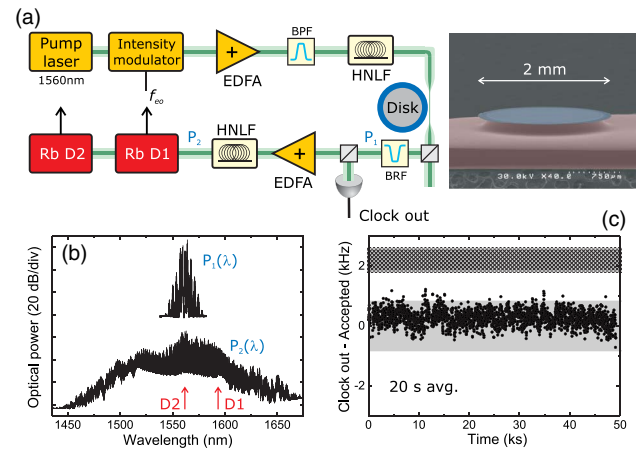 (a)
Pump laser
1560nm
Intensity modulator
f_eo
+
EDFA
BPF
HNLF
Disk
2 mm
30.0kV X40.0 750µm
Rb D2
Rb D1
P₂
HNLF
+
EDFA
P₁
BRF
Clock out
(b)
P₁(λ)
P₂(λ)
D2
D1
Optical power (20 dB/div)
1450 1500 1550 1600 1650
Wavelength (nm)
(c)
Clock out - Accepted (kHz)
2
0
-2
20 s avg.
0 10 20 30 40 50
Time (ks)